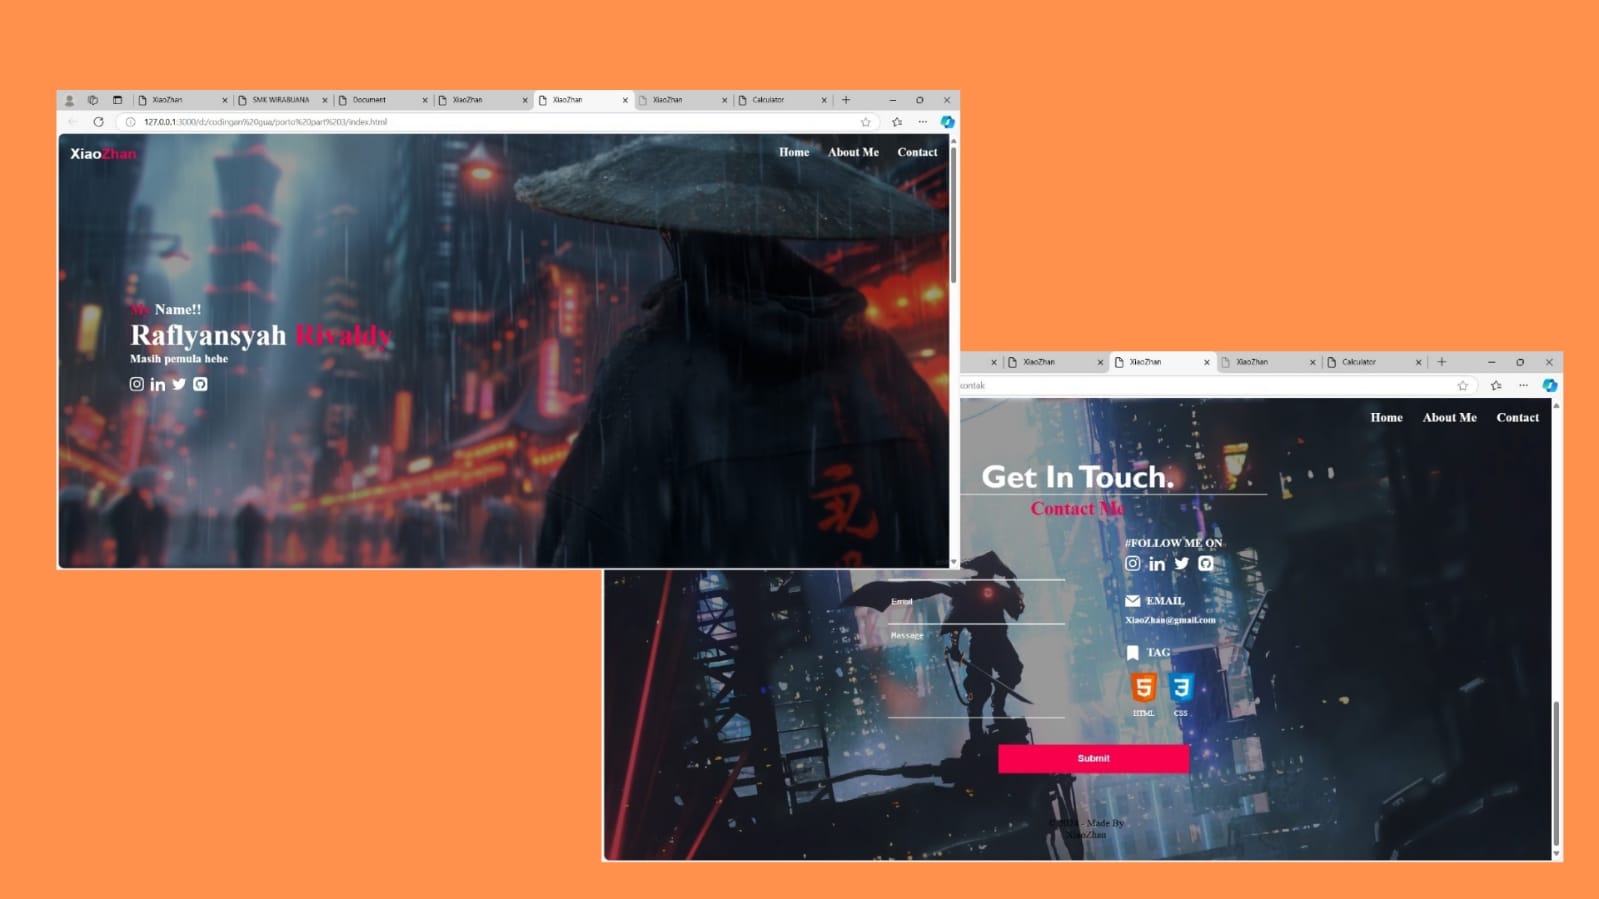 XiaoZhan
SMK WIRABUANA
Document
XiaoZhan
XiaoZhan
XiaoZhan
Calculator
127.0.0.1:3000/d:/codingan%20gua/porto%20part%203/index.html
XiaoZhan
Home About Me Contact
My Name!!
Raflyansyah Rivaldy
Masih pemula hehe
XiaoZhan
XiaoZhan
XiaoZhan
Calculator
kontak
Home About Me Contact
Get In Touch.
Contact Me
#FOLLOW ME ON
EMAIL
XiaoZhan@gmail.com
TAG
HTML CSS
Email
Massage
Submit
- Made By
XiaoZhan